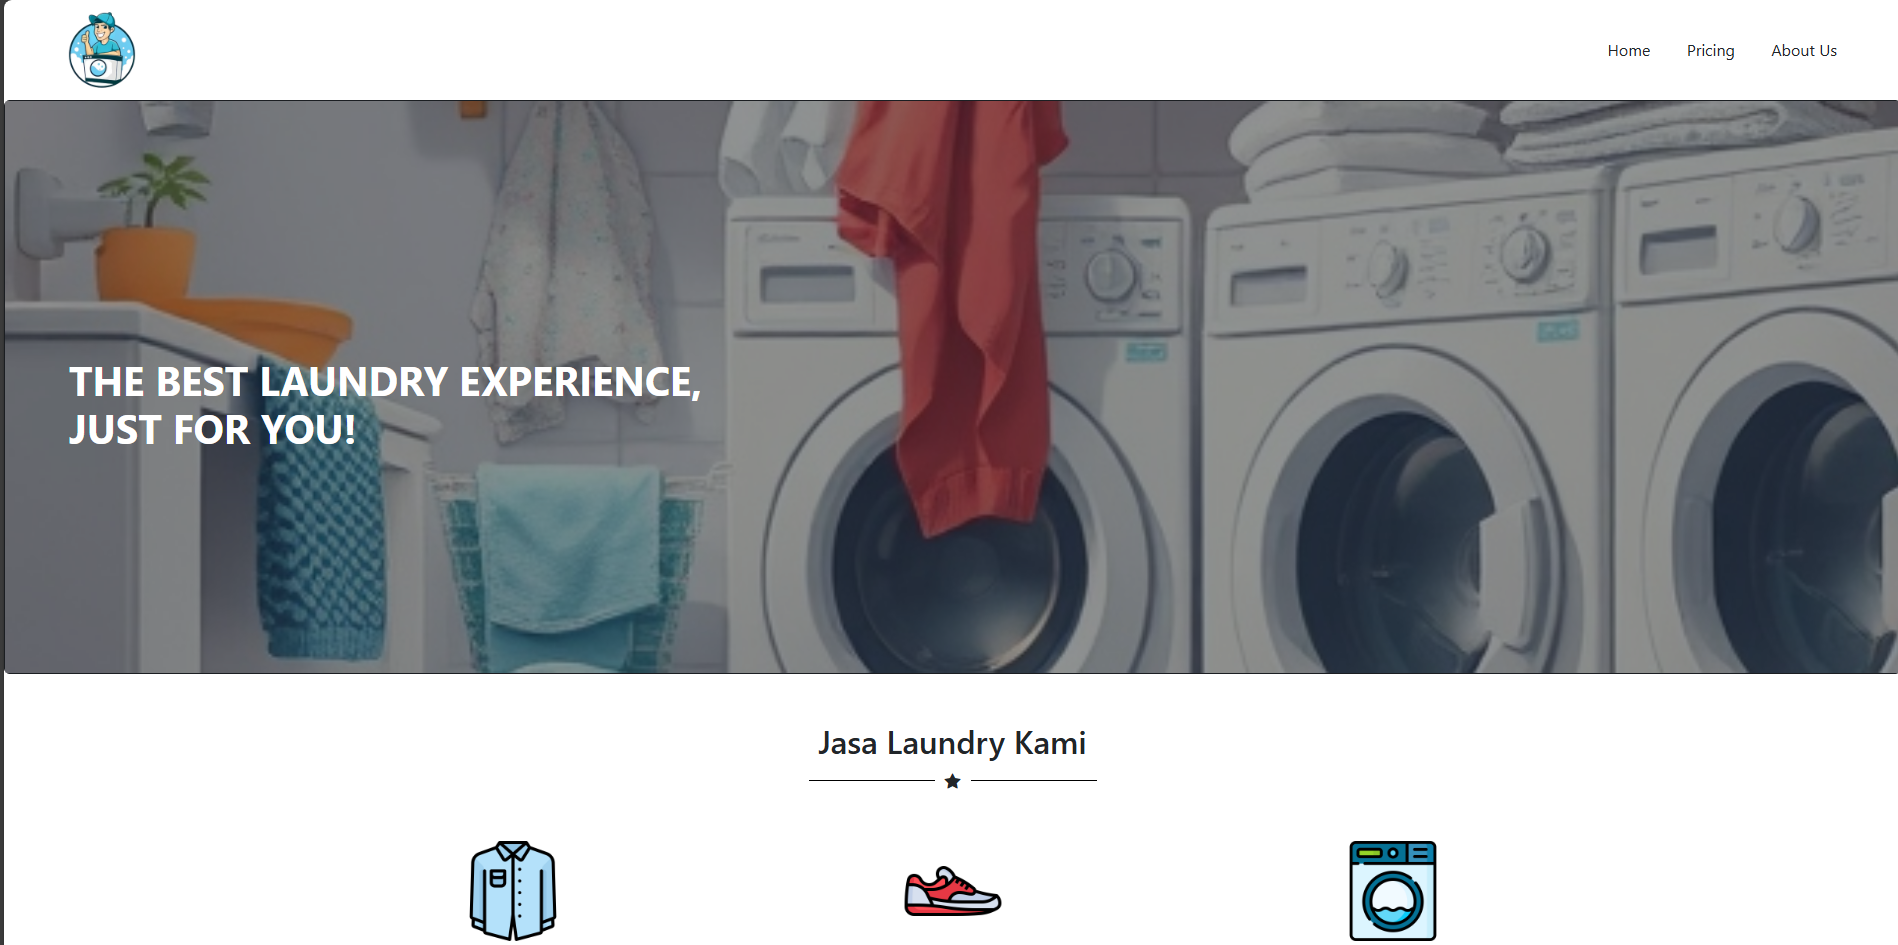 Home
Pricing
About Us
THE BEST LAUNDRY EXPERIENCE,
JUST FOR YOU!
Jasa Laundry Kami